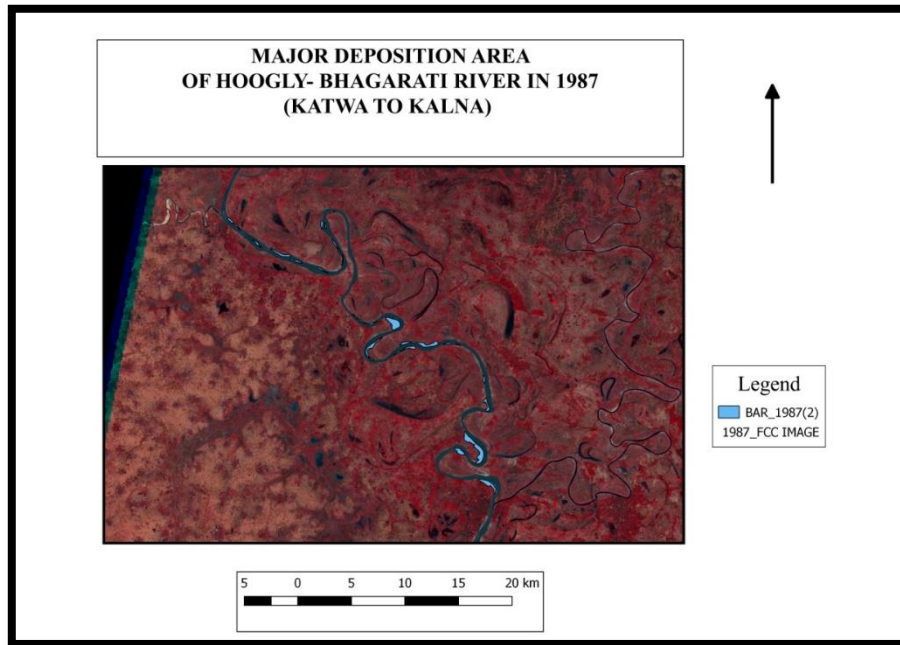 MAJOR DEPOSITION AREA
OF HOOGLY- BHAGARATI RIVER IN 1987
(KATWA TO KALNA)
Legend
BAR_1987(2)
1987_FCC IMAGE
5 0 5 10 15 20 km